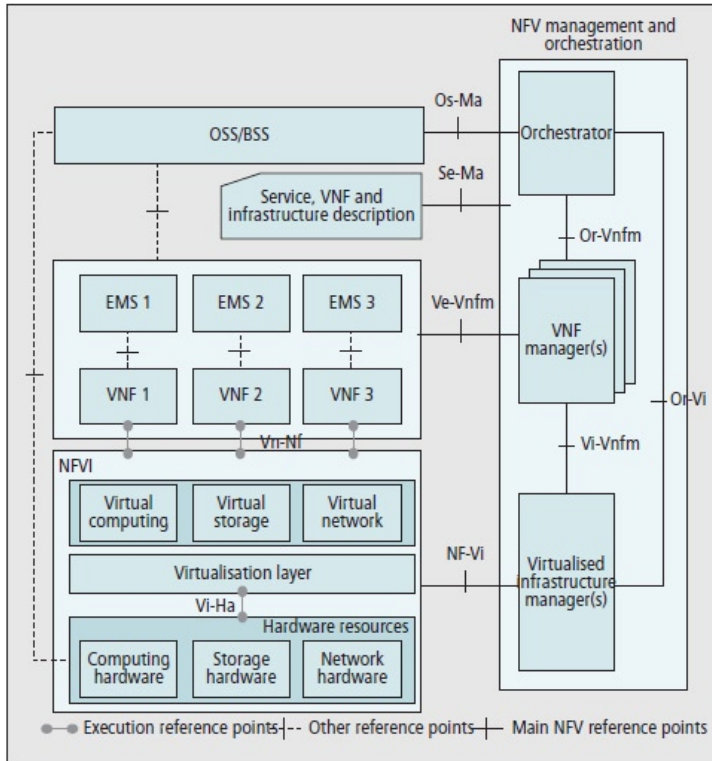 NFV management and
orchestration
Os-Ma
OSS/BSS
Orchestrator
Se-Ma
Service, VNF and
infrastructure description
Or-Vnfm
EMS 1
EMS 2
EMS 3
Ve-Vnfm
VNF
manager(s)
VNF 1
VNF 2
VNF 3
Or-Vi
Vn-Nf
Vi-Vnfm
NFVI
Virtual
computing
Virtual
storage
Virtual
network
NF-Vi
Virtualisation layer
Virtualised
infrastructure
manager(s)
Vi-Ha
Hardware resources
Computing
hardware
Storage
hardware
Network
hardware
Execution reference points
Other reference points
Main NFV reference points